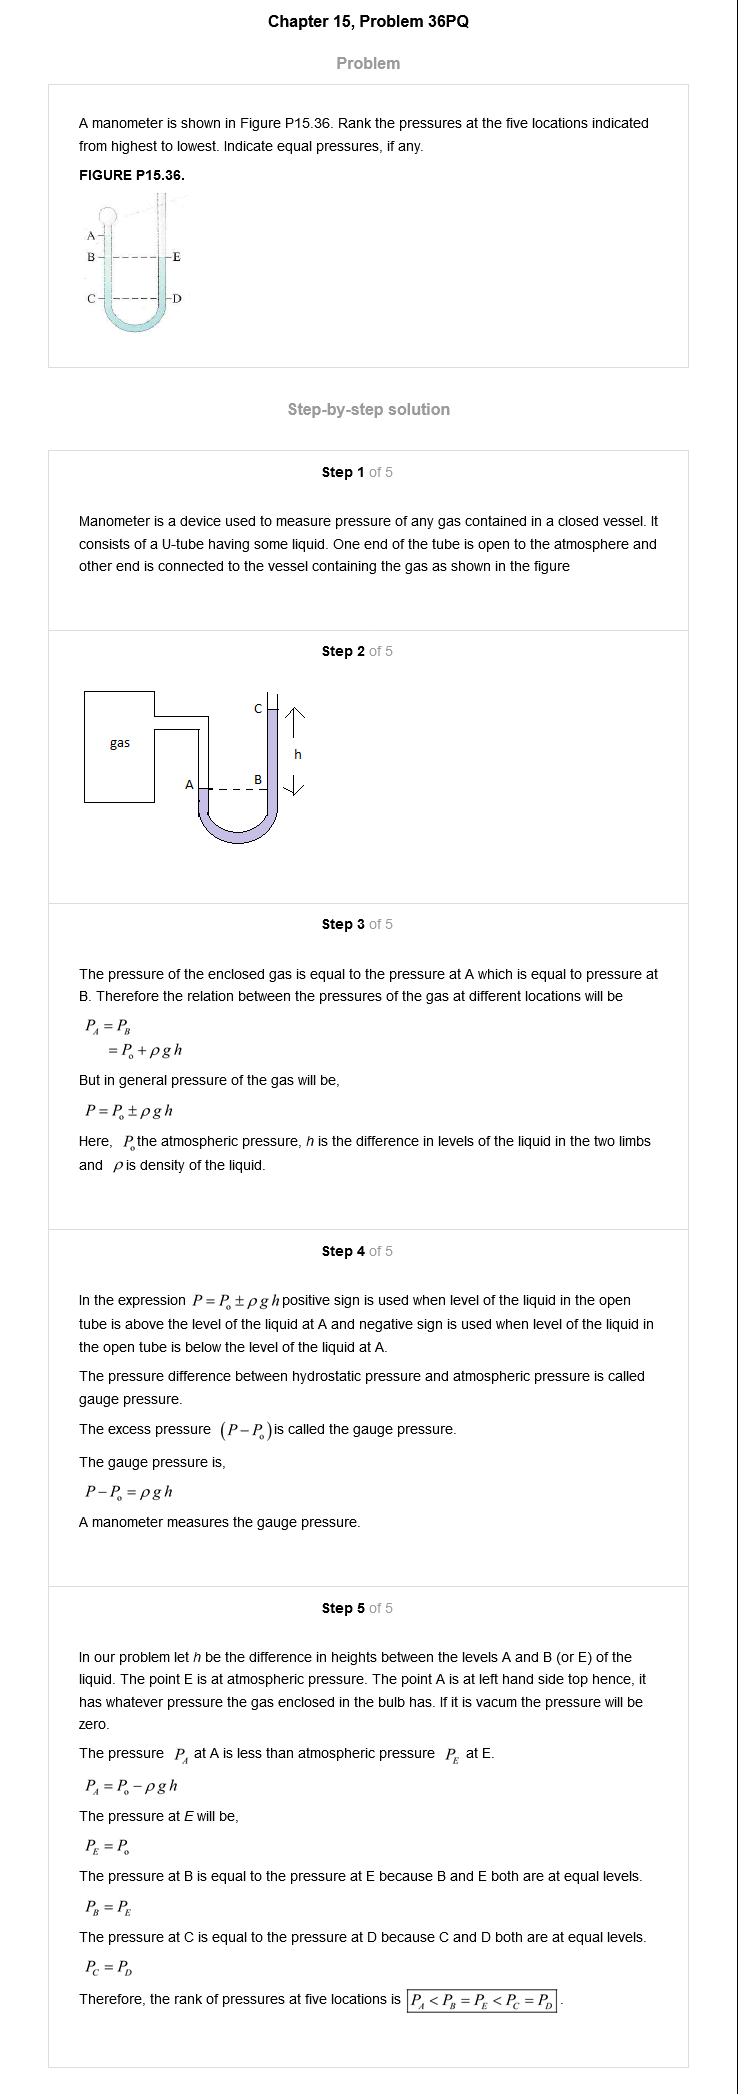 Chapter 15, Problem 36PQ
Problem
A manometer is shown in Figure P15.36. Rank the pressures at the five locations indicated
from highest to lowest. Indicate equal pressures, if any.
FIGURE P15.36.
A
B E
C D
Step-by-step solution
Step 1 of 5
Manometer is a device used to measure pressure of any gas contained in a closed vessel. It
consists of a U-tube having some liquid. One end of the tube is open to the atmosphere and
other end is connected to the vessel containing the gas as shown in the figure
Step 2 of 5
C
gas
h
A B
Step 3 of 5
The pressure of the enclosed gas is equal to the pressure at A which is equal to pressure at
B. Therefore the relation between the pressures of the gas at different locations will be
P_A = P_B
= P_o + ρ g h
But in general pressure of the gas will be,
P = P_o ± ρ g h
Here, P_o the atmospheric pressure, h is the difference in levels of the liquid in the two limbs
and ρ is density of the liquid.
Step 4 of 5
In the expression P = P_o ± ρ g h positive sign is used when level of the liquid in the open
tube is above the level of the liquid at A and negative sign is used when level of the liquid in
the open tube is below the level of the liquid at A.
The pressure difference between hydrostatic pressure and atmospheric pressure is called
gauge pressure.
The excess pressure (P − P_o) is called the gauge pressure.
The gauge pressure is,
P − P_o = ρ g h
A manometer measures the gauge pressure.
Step 5 of 5
In our problem let h be the difference in heights between the levels A and B (or E) of the
liquid. The point E is at atmospheric pressure. The point A is at left hand side top hence, it
has whatever pressure the gas enclosed in the bulb has. If it is vacum the pressure will be
zero.
The pressure P_A at A is less than atmospheric pressure P_E at E.
P_A = P_o − ρ g h
The pressure at E will be,
P_E = P_o
The pressure at B is equal to the pressure at E because B and E both are at equal levels.
P_B = P_E
The pressure at C is equal to the pressure at D because C and D both are at equal levels.
P_C = P_D
Therefore, the rank of pressures at five locations is P_A < P_B = P_E < P_C = P_D.